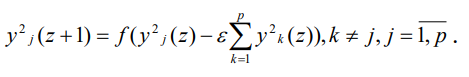 y²ⱼ(z+1) = f(y²ⱼ(z) − ε∑ₖ₌₁ᵖ y²ₖ(z)), k ≠ j, j = \overline{1, p} .